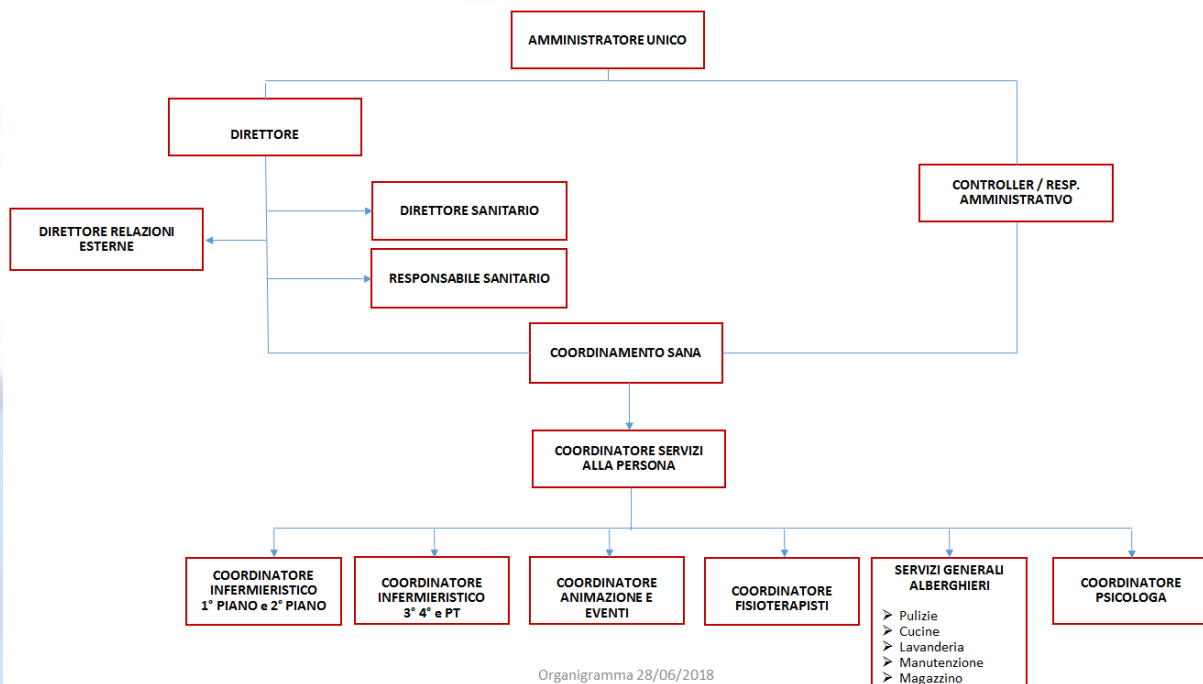 AMMINISTRATORE UNICO
DIRETTORE
CONTROLLER / RESP.
AMMINISTRATIVO
DIRETTORE SANITARIO
DIRETTORE RELAZIONI
ESTERNE
RESPONSABILE SANITARIO
COORDINAMENTO SANA
COORDINATORE SERVIZI
ALLA PERSONA
COORDINATORE
INFERMIERISTICO
1° PIANO e 2° PIANO
COORDINATORE
INFERMIERISTICO
3° 4° e PT
COORDINATORE
ANIMAZIONE E
EVENTI
COORDINATORE
FISIOTERAPISTI
SERVIZI GENERALI
ALBERGHIERI
➢ Pulizie
➢ Cucine
➢ Lavanderia
➢ Manutenzione
➢ Magazzino
COORDINATORE
PSICOLOGA
Organigramma 28/06/2018